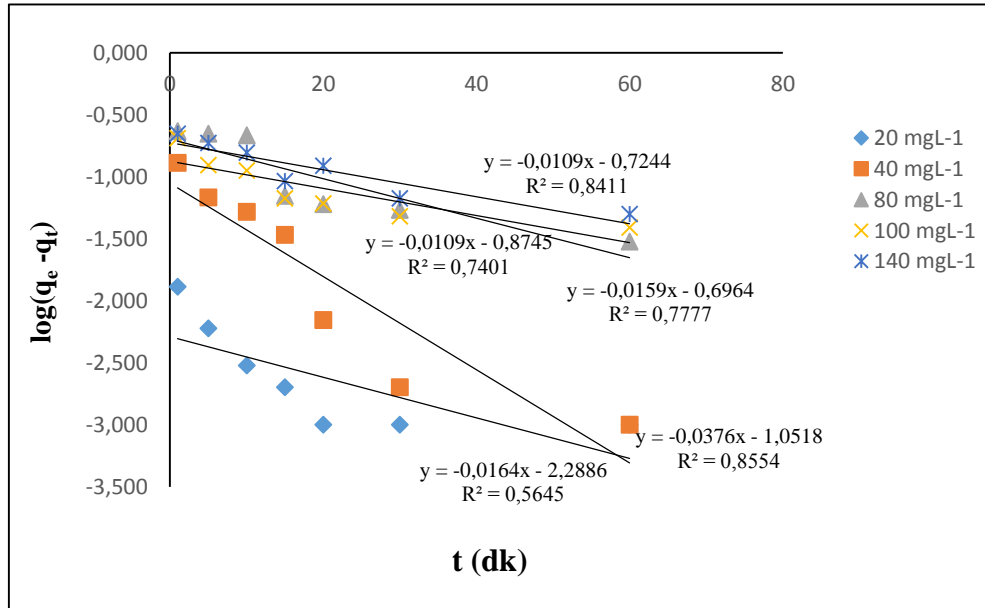 0,000
-0,500
-1,000
-1,500
-2,000
-2,500
-3,000
-3,500
0
20
40
60
80
log(qe -qt)
t (dk)
y = -0,0109x - 0,7244
R² = 0,8411
y = -0,0109x - 0,8745
R² = 0,7401
y = -0,0159x - 0,6964
R² = 0,7777
y = -0,0376x - 1,0518
R² = 0,8554
y = -0,0164x - 2,2886
R² = 0,5645
20 mgL-1
40 mgL-1
80 mgL-1
100 mgL-1
140 mgL-1